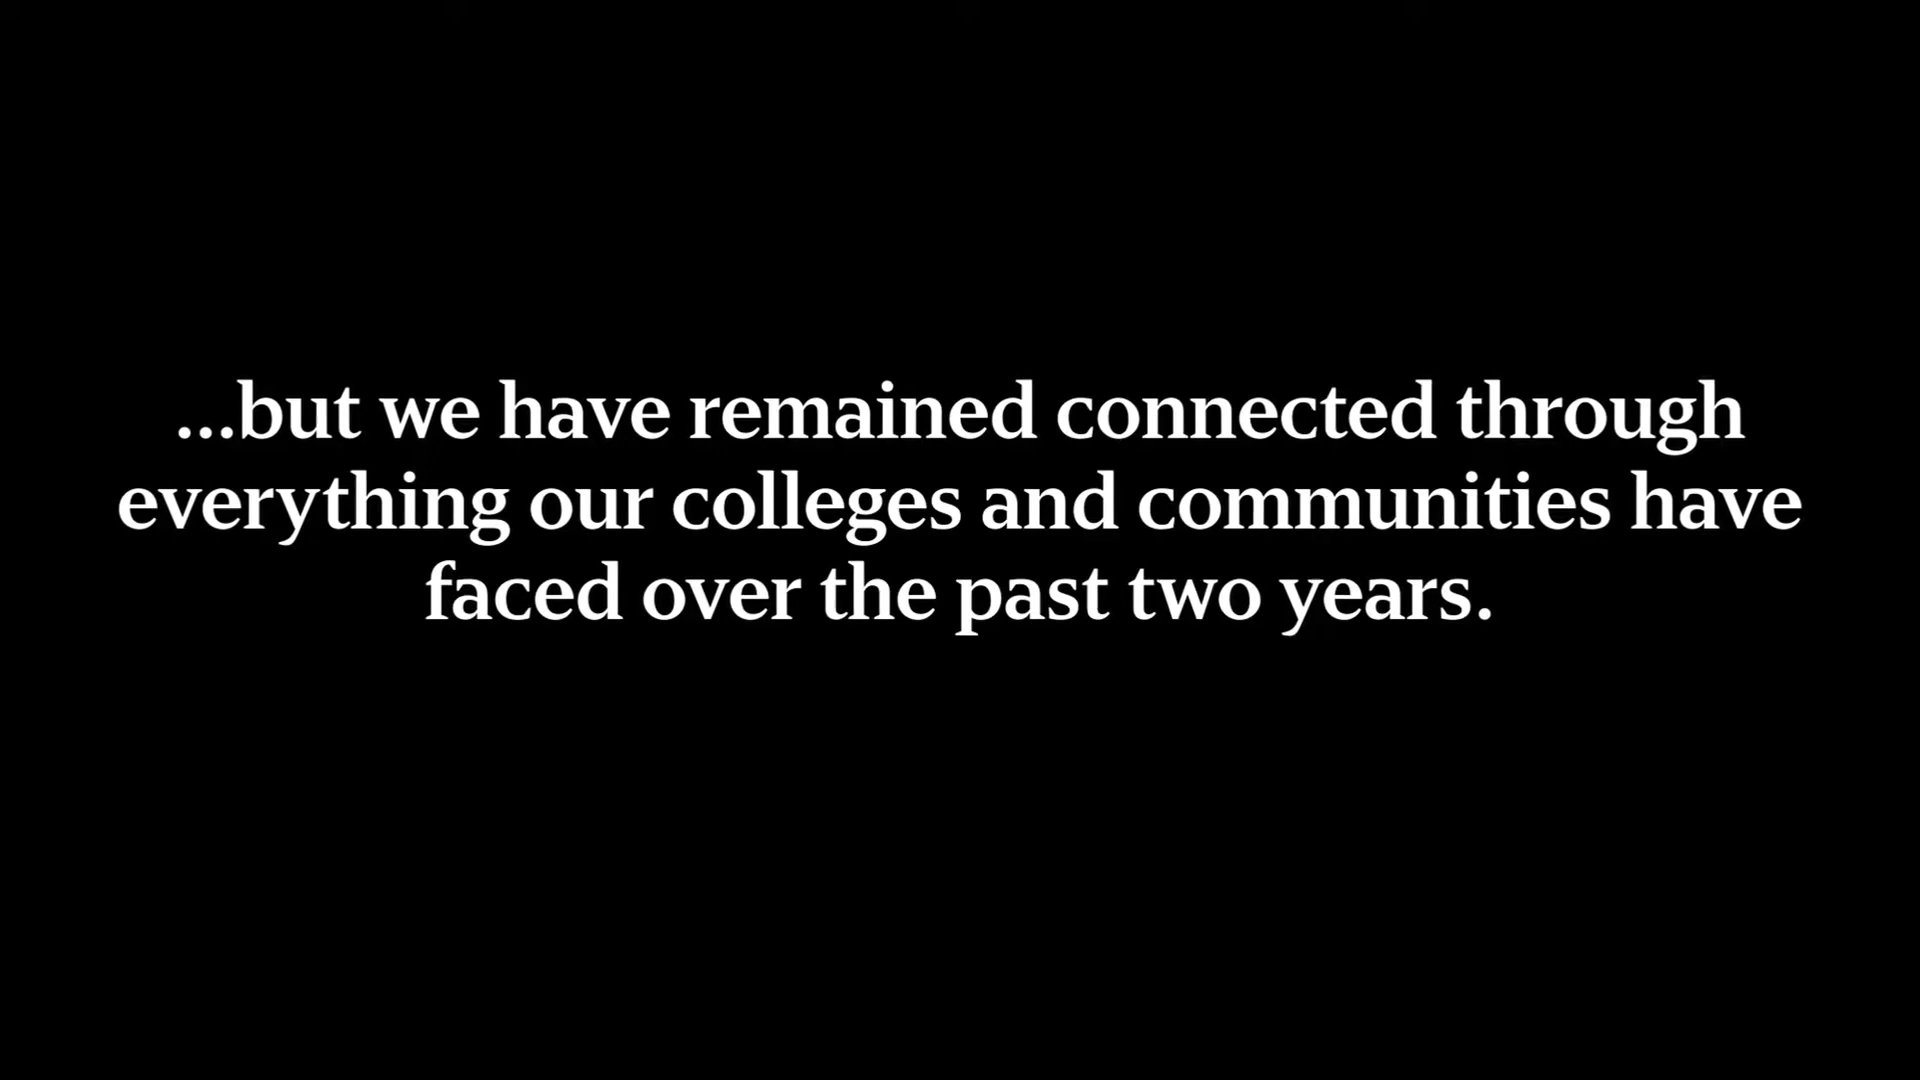 ...but we have remained connected through
everything our colleges and communities have
faced over the past two years.